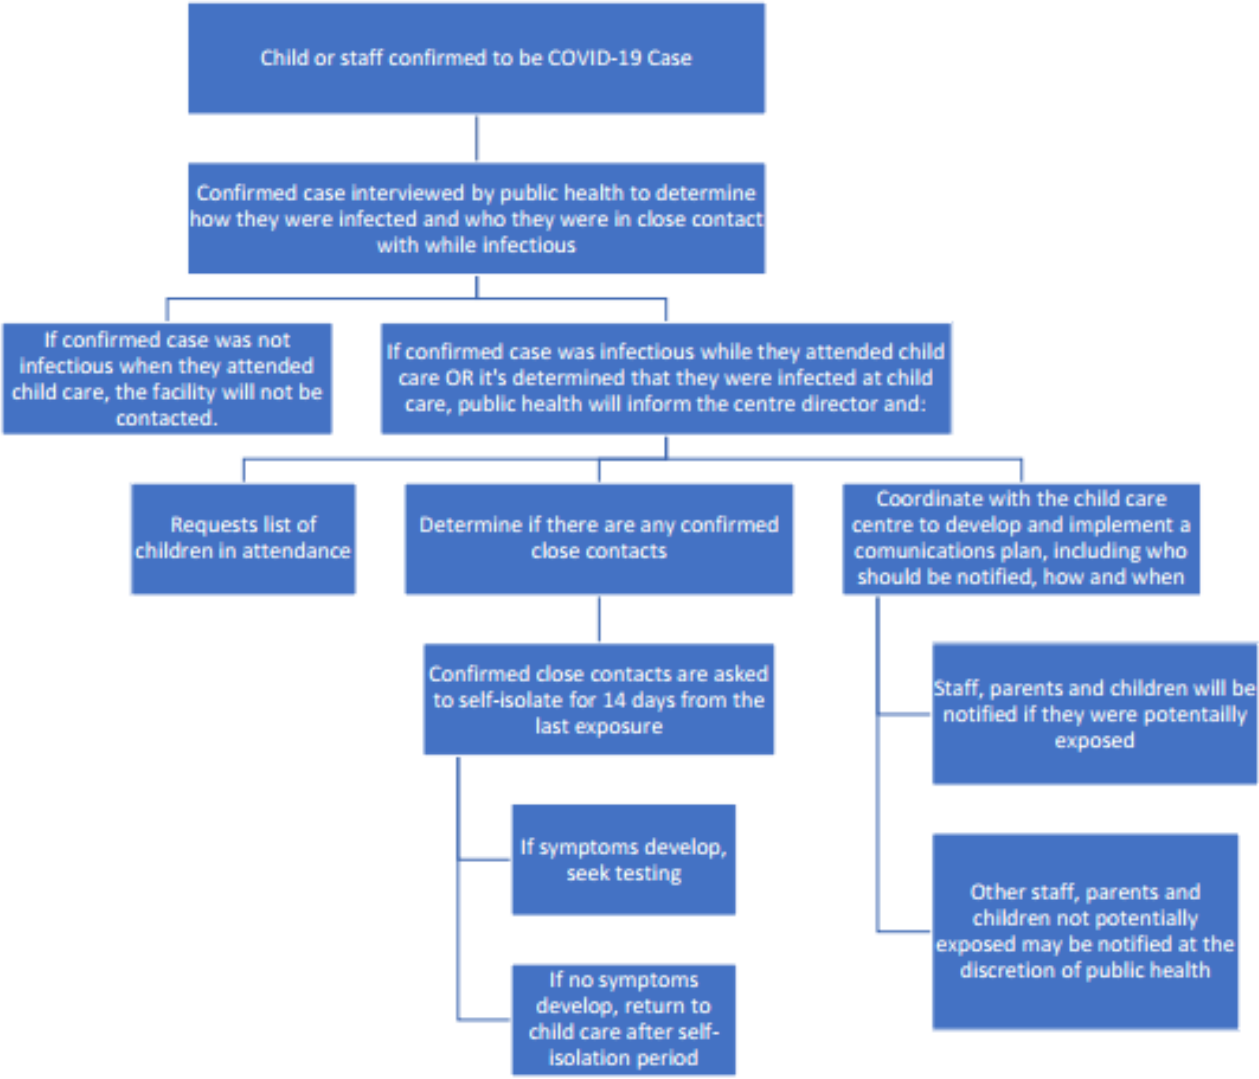 Child or staff confirmed to be COVID-19 Case
Confirmed case interviewed by public health to determine
how they were infected and who they were in close contact
with while infectious
If confirmed case was not
infectious when they attended
child care, the facility will not be
contacted.
If confirmed case was infectious while they attended child
care OR it's determined that they were infected at child
care, public health will inform the centre director and:
Requests list of
children in attendance
Determine if there are any confirmed
close contacts
Coordinate with the child care
centre to develop and implement a
comunications plan, including who
should be notified, how and when
Confirmed close contacts are asked
to self-isolate for 14 days from the
last exposure
Staff, parents and children will be
notified if they were potentailly
exposed
If symptoms develop,
seek testing
Other staff, parents and
children not potentially
exposed may be notified at the
discretion of public health
If no symptoms
develop, return to
child care after self-
isolation period